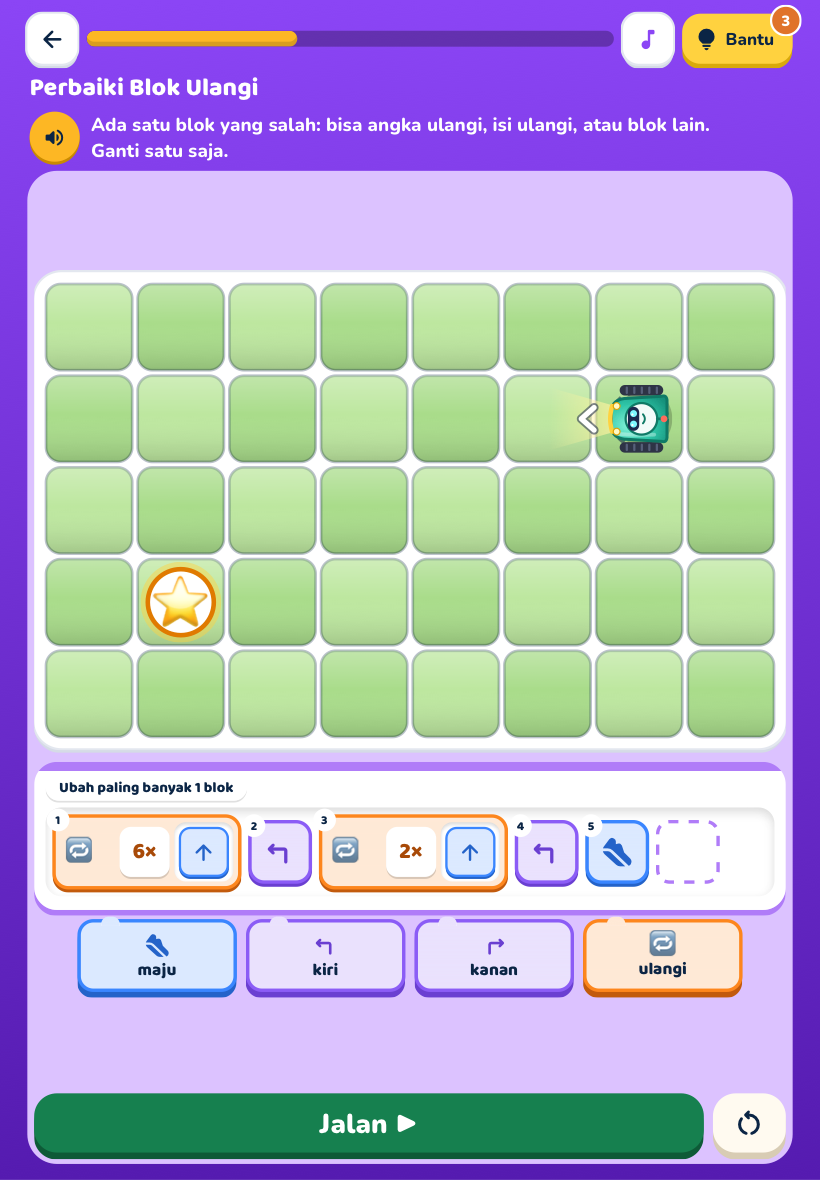 Bantu
3
Perbaiki Blok Ulangi
Ada satu blok yang salah: bisa angka ulangi, isi ulangi, atau blok lain.
Ganti satu saja.
Ubah paling banyak 1 blok
1
6×
2
3
2×
4
5
maju
kiri
kanan
ulangi
Jalan